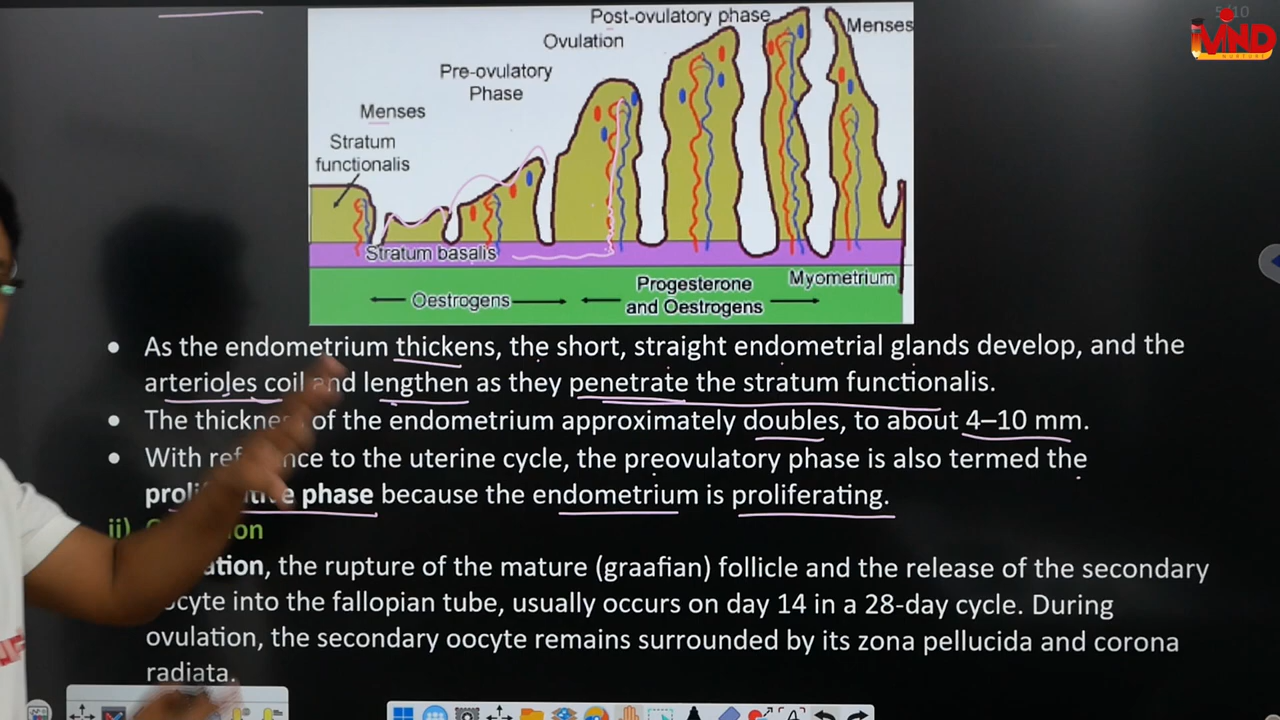 5/10
MIND
NURTURE
Post-ovulatory phase
Menses
Ovulation
Pre-ovulatory
Phase
Menses
Stratum
functionalis
Stratum basalis
Oestrogens
Progesterone
and Oestrogens
Myometrium
• As the endometrium thickens, the short, straight endometrial glands develop, and the
arterioles coil and lengthen as they penetrate the stratum functionalis.
• The thickness of the endometrium approximately doubles, to about 4–10 mm.
• With to the uterine cycle, the preovulatory phase is also termed the
phase because the endometrium is proliferating.
ii)
the rupture of the mature (graafian) follicle and the release of the secondary
into the fallopian tube, usually occurs on day 14 in a 28-day cycle. During
ovulation, the secondary oocyte remains surrounded by its zona pellucida and corona
radiata.